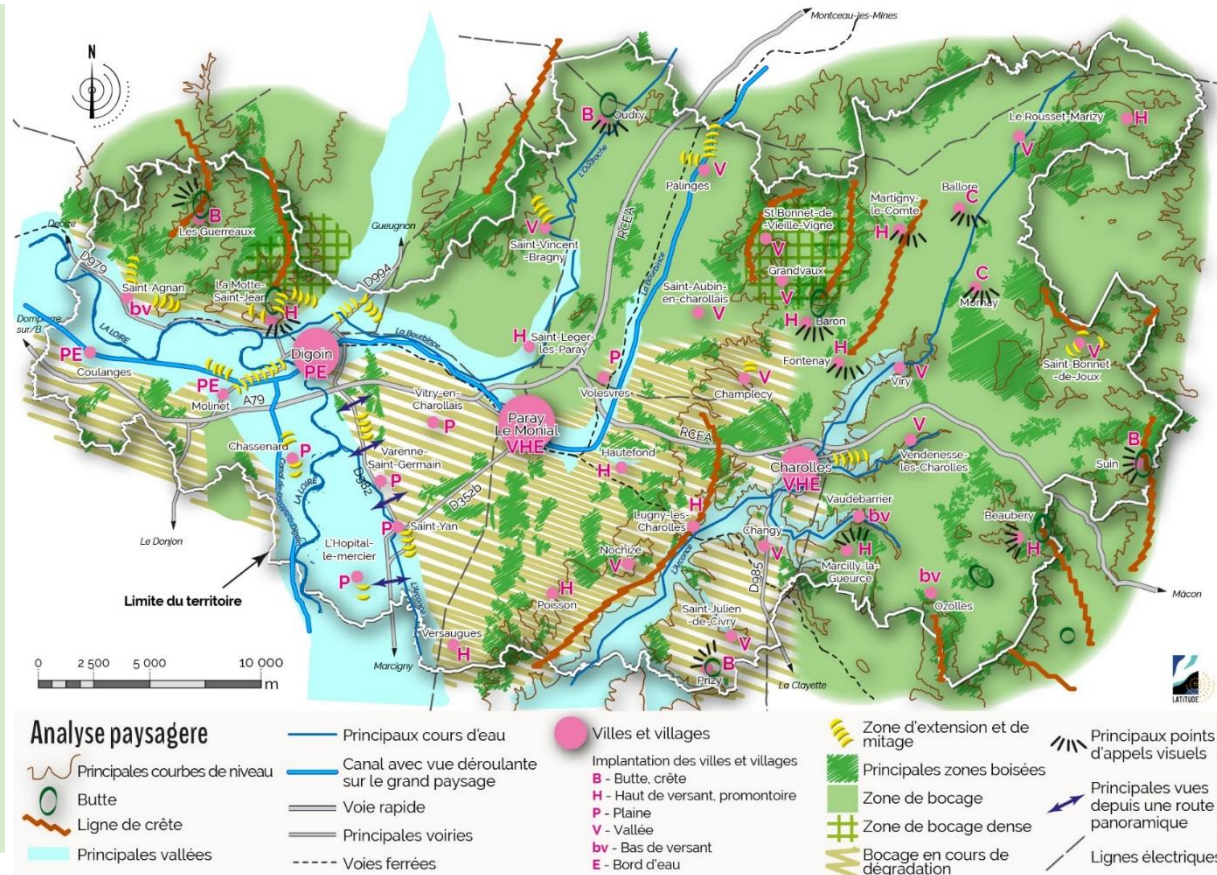 Montceau-les-Mines
N
B
Oudry
Le Rousset-Marizy
H
V
L'Oudrache
Palinges
V
Ballore
C
Martigny-
le-Comte
H
St Bonnet-de
-Vieille-Vigne
V
B
Les Guerreaux
Gueugnon
RCEA
V
Saint-Vincent
-Bragny
Decize
D979
D994
Saint-Agnan
bv
La Motte-
Saint-Jean
H
Grandvaux
V
C
Mornay
La Bourbince
Saint-Aubin-
en-charollais
V
H
Baron
Dompierre
sur/B
LA LOIRE
La Bourbince
H
Saint-Leger-
les-Paray
Digoin
PE
PE
Coulanges
PE
Molinet
A79
P
Volesvres
H
Fontenay
V
Saint-Bonnet
-de-Joux
V
Champlecy
V
Viry
Vitry-en-
Charollais
P
Paray
Le Monial
VHE
RCEA
V
Vendenesse-
les-Charolles
Chassenard
P
Varenne-
Saint-Germain
P
D982
D352b
Hautefond
H
Charolles
VHE
B
Suin
LA LOIRE
P
Saint-Yan
H
Lugny-les-
Charolles
Vaudebarrier
bv
Beaubery
H
Le Donjon
L'Hopital-
le-mercier
P
Nochize
V
Changy
V
L'Arconce
H
Marcilly-la-
Gueurce
D985
Limite du territoire
L'Arconce
H
Poisson
bv
Ozolles
Mâcon
Saint-Julien
-de-Civry
V
Versaugues
H
Marcigny
B
Prizy
La Clayette
0 2 500 5 000 10 000
m
LATITUDE
Analyse paysagere
Principales courbes de niveau
Butte
Ligne de crête
Principales vallées
Principaux cours d'eau
Canal avec vue déroulante
sur le grand paysage
Voie rapide
Principales voiries
Voies ferrées
Villes et villages
Implantation des villes et villages
B - Butte, crête
H - Haut de versant, promontoire
P - Plaine
V - Vallée
bv - Bas de versant
E - Bord d'eau
Zone d'extension et de
mitage
Principales zones boisées
Zone de bocage
Zone de bocage dense
Bocage en cours de
dégradation
Principaux points
d'appels visuels
Principales vues
depuis une route
panoramique
Lignes électriques